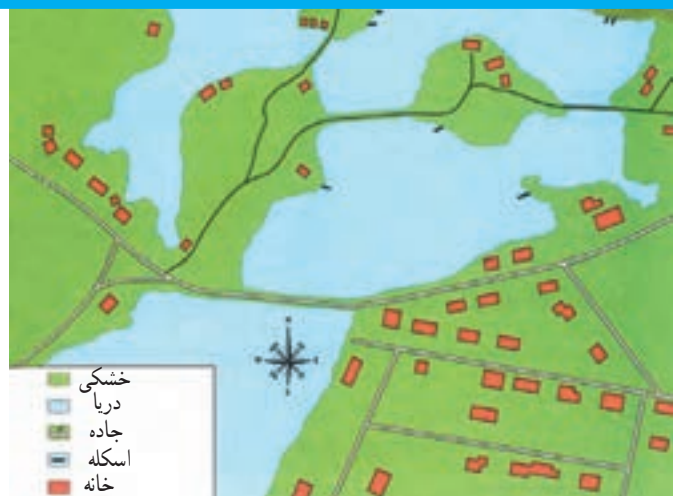 خشکی
دریا
جاده
اسکله
خانه